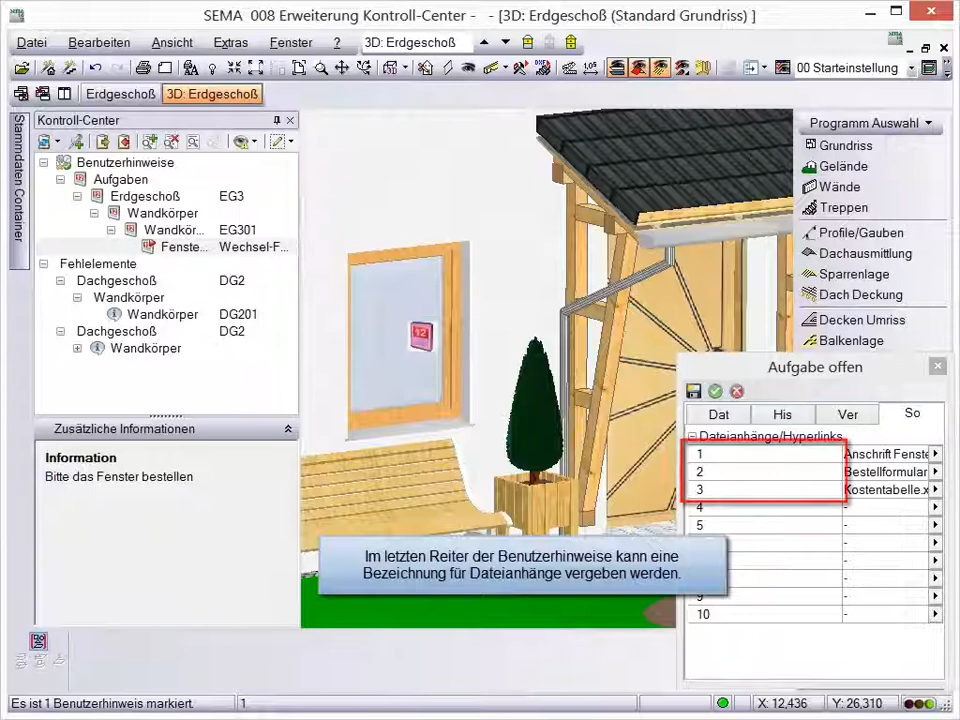 SEMA 008 Erweiterung Kontroll-Center - - [3D: Erdgeschoß (Standard Grundriss) ]
Datei Bearbeiten Ansicht Extras Fenster ? 3D: Erdgeschoß
00 Starteinstellung
Erdgeschoß 3D: Erdgeschoß
Stammdaten Container
Kontroll-Center
Benutzerhinweise
Aufgaben
Erdgeschoß EG3
Wandkörper
Wandkör... EG301
Fenste... Wechsel-F...
Fehlelemente
Dachgeschoß DG2
Wandkörper
Wandkörper DG201
Dachgeschoß DG2
Wandkörper
Zusätzliche Informationen
Information
Bitte das Fenster bestellen
12
Programm Auswahl
Grundriss
Gelände
Wände
Treppen
Profile/Gauben
Dachausmittlung
Sparrenlage
Dach Deckung
Decken Umriss
Balkenlage
Aufgabe offen
Dat His Ver So
Dateianhänge/Hyperlinks
1 Anschrift Fenste
2 Bestellformular
3 Kostentabelle.x
4 -
5 -
-
-
-
9 -
10 -
Im letzten Reiter der Benutzerhinweise kann eine
Bezeichnung für Dateianhänge vergeben werden.
Es ist 1 Benutzerhinweis markiert. 1 X: 12,436 Y: 26,310